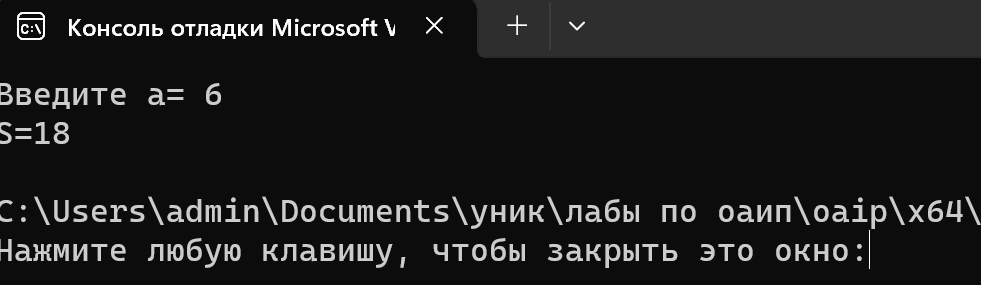 Консоль отладки Microsoft V
Введите a= 6
S=18
C:\Users\admin\Documents\уник\лабы по оаип\oaip\x64\
Нажмите любую клавишу, чтобы закрыть это окно: